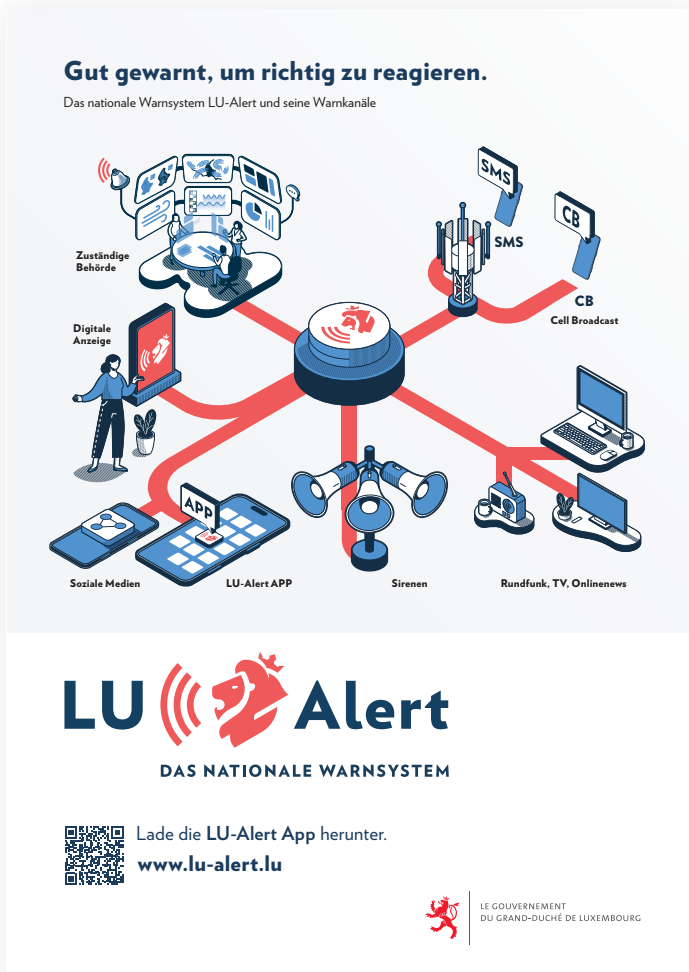 Gut gewarnt, um richtig zu reagieren.
Das nationale Warnsystem LU-Alert und seine Warnkanäle
SMS
CB
SMS
Zuständige
Behörde
CB
Cell Broadcast
Digitale
Anzeige
APP
Soziale Medien
LU-Alert APP
Sirenen
Rundfunk, TV, Onlinenews
LU Alert
DAS NATIONALE WARNSYSTEM
Lade die LU-Alert App herunter.
www.lu-alert.lu
LE GOUVERNEMENT
DU GRAND-DUCHÉ DE LUXEMBOURG